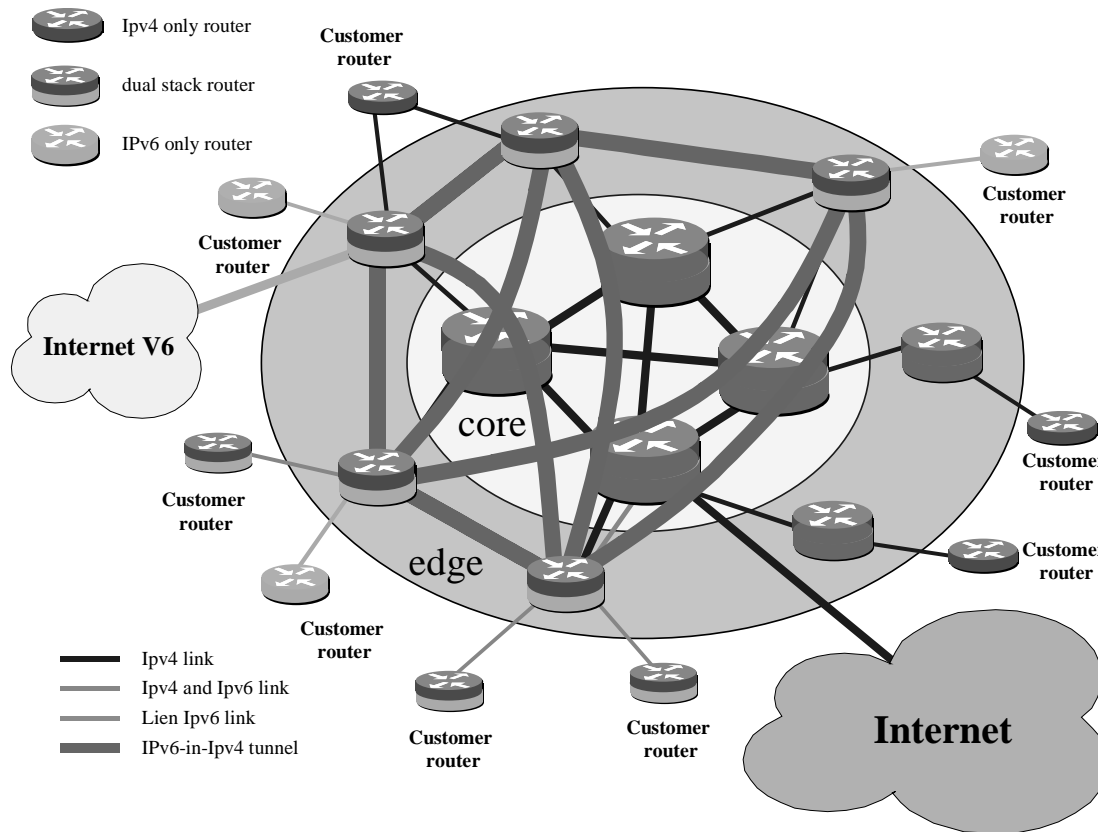 Ipv4 only router
dual stack router
IPv6 only router
Customer
router
Customer
router
Customer
router
Internet V6
core
edge
Customer
router
Customer
router
Customer
router
Customer
router
Customer
router
Customer
router
Ipv4 link
Ipv4 and Ipv6 link
Lien Ipv6 link
IPv6-in-Ipv4 tunnel
Customer
router
Internet